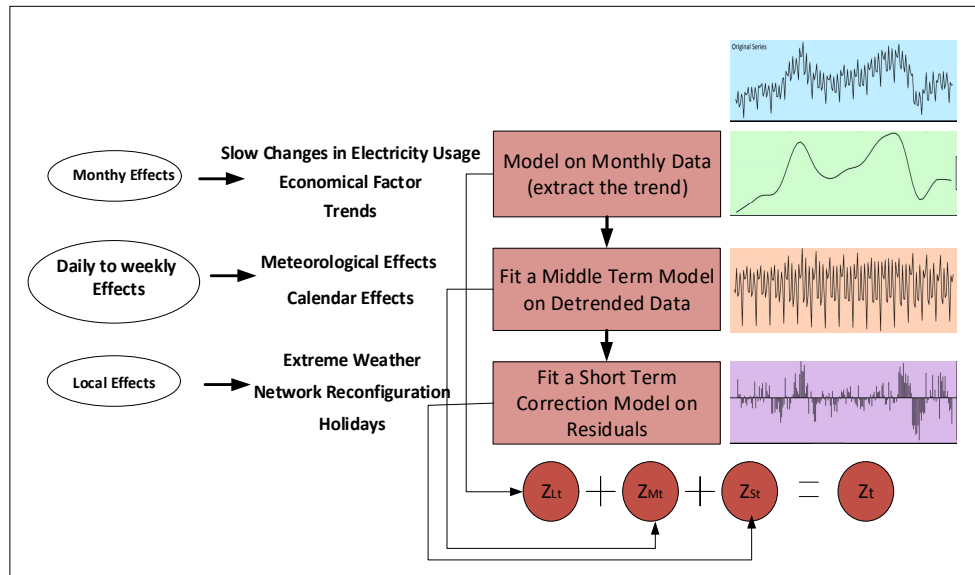 Original Series
Monthy Effects
Slow Changes in Electricity Usage
Economical Factor
Trends
Model on Monthly Data
(extract the trend)
Daily to weekly
Effects
Meteorological Effects
Calendar Effects
Fit a Middle Term Model
on Detrended Data
Local Effects
Extreme Weather
Network Reconfiguration
Holidays
Fit a Short Term
Correction Model on
Residuals
ZLt + ZMt + ZSt = Zt